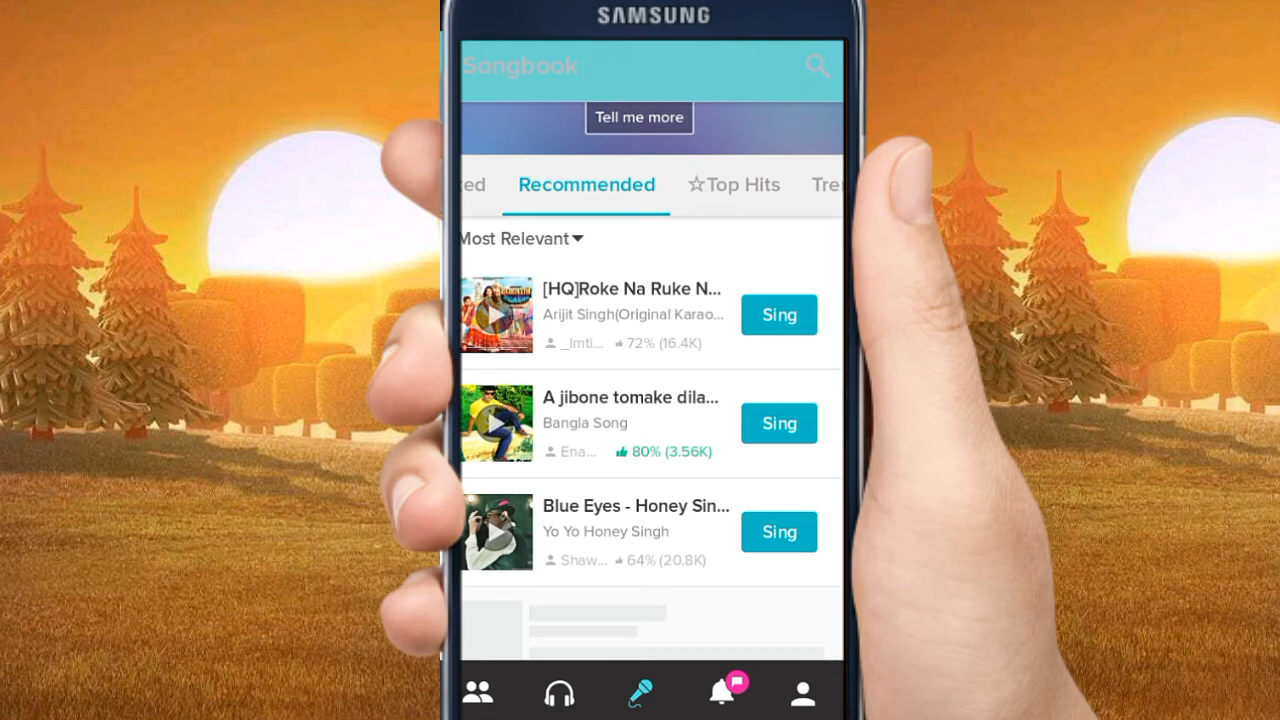 SAMSUNG
Songbook
Tell me more
ed
Recommended
☆Top Hits
Tre
Most Relevant
[HQ]Roke Na Ruke N...
Arijit Singh(Original Karao...
_Imti... 72% (16.4K)
Sing
A jibone tomake dila...
Bangla Song
Ena... 80% (3.56K)
Sing
Blue Eyes - Honey Sin...
Yo Yo Honey Singh
Shaw... 64% (20.8K)
Sing